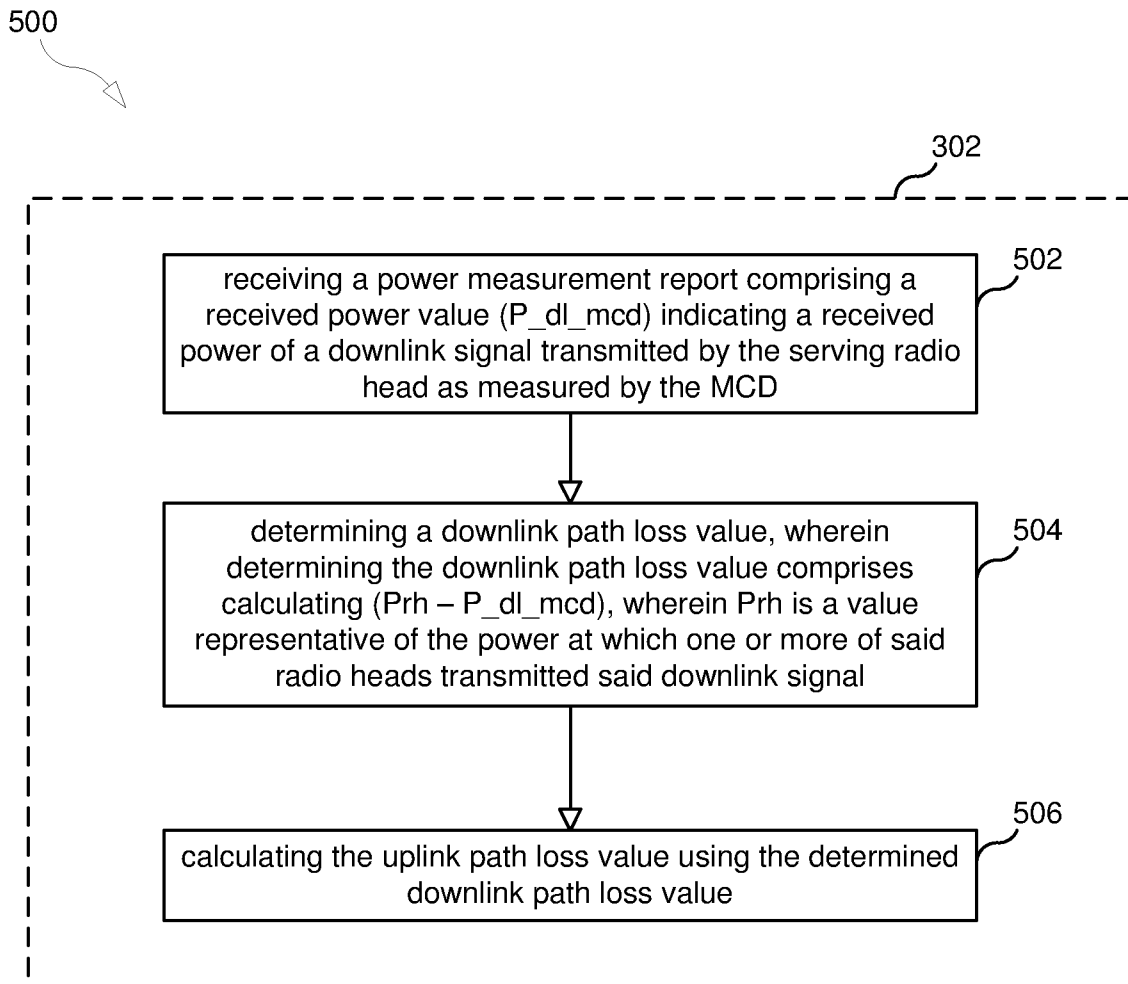 500
302
502
receiving a power measurement report comprising a
received power value (P_dl_mcd) indicating a received
power of a downlink signal transmitted by the serving radio
head as measured by the MCD
504
determining a downlink path loss value, wherein
determining the downlink path loss value comprises
calculating (Prh – P_dl_mcd), wherein Prh is a value
representative of the power at which one or more of said
radio heads transmitted said downlink signal
506
calculating the uplink path loss value using the determined
downlink path loss value